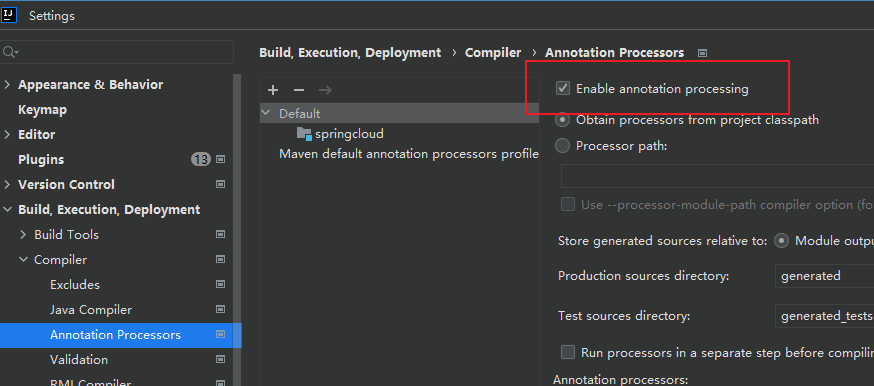 IJ
Settings
Build, Execution, Deployment › Compiler › Annotation Processors
Appearance & Behavior
Keymap
Editor
Plugins 13
Version Control
Build, Execution, Deployment
Build Tools
Compiler
Excludes
Java Compiler
Annotation Processors
Validation
RMI Compiler
Default
springcloud
Maven default annotation processors profile
Enable annotation processing
Obtain processors from project classpath
Processor path:
Use --processor-module-path compiler option (fo
Store generated sources relative to: Module outpu
Production sources directory: generated
Test sources directory: generated_tests
Run processors in a separate step before compilin
Annotation processors: